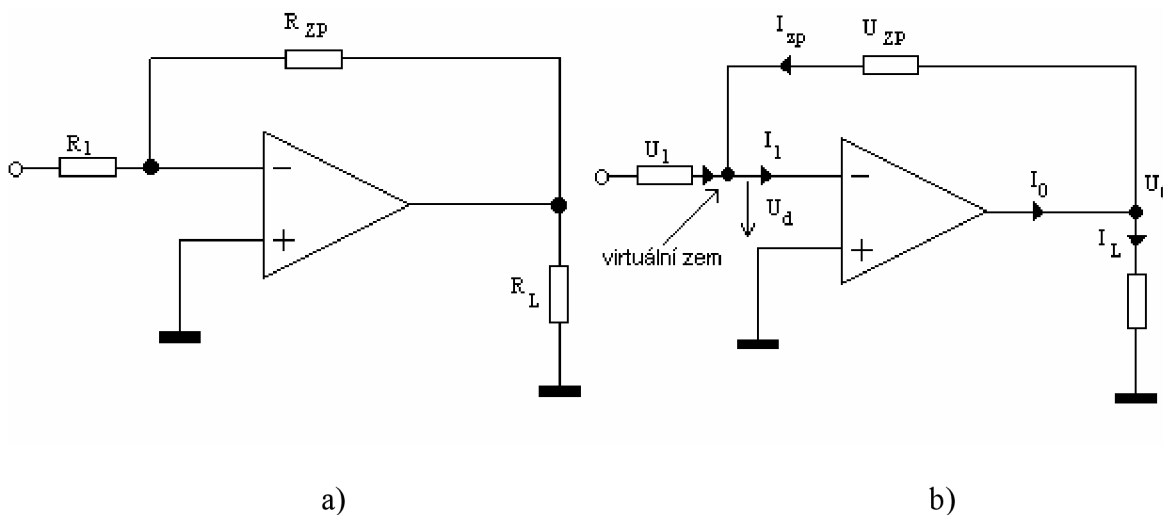 R ZP
R1
−
+
R L
a)
I zp
U ZP
U1
I1
−
U d
+
virtuální zem
I0
I L
b)